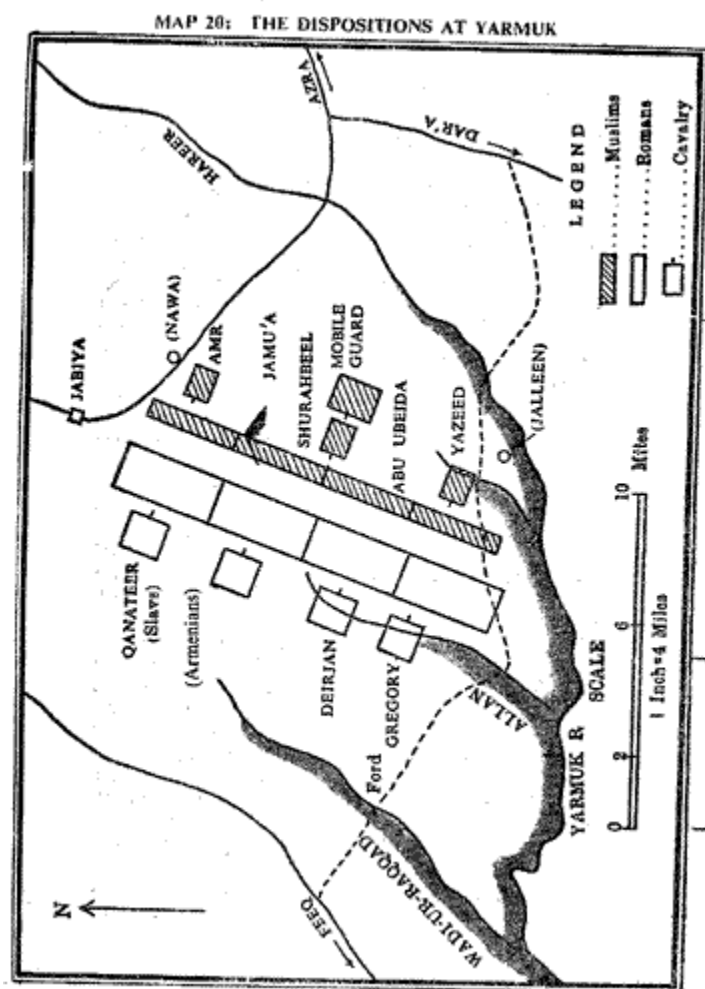 MAP 20: THE DISPOSITIONS AT YARMUK
N
JABIYA
(NAWA)
HAREER
AZRA
DAR'A
AMR
JAMU'A
SHURAHBEEL
MOBILE
GUARD
ABU UBEIDA
YAZEED
(JALLEEN)
QANATEER
(Slavs)
(Armenians)
DEIRJAN
GREGORY
ALLAN
Ford
FEEQ
WADI-UR-RAQQAD
YARMUK R
SCALE
0 2 6 10 Miles
1 Inch=4 Miles
LEGEND
Muslims
Romans
Cavalry